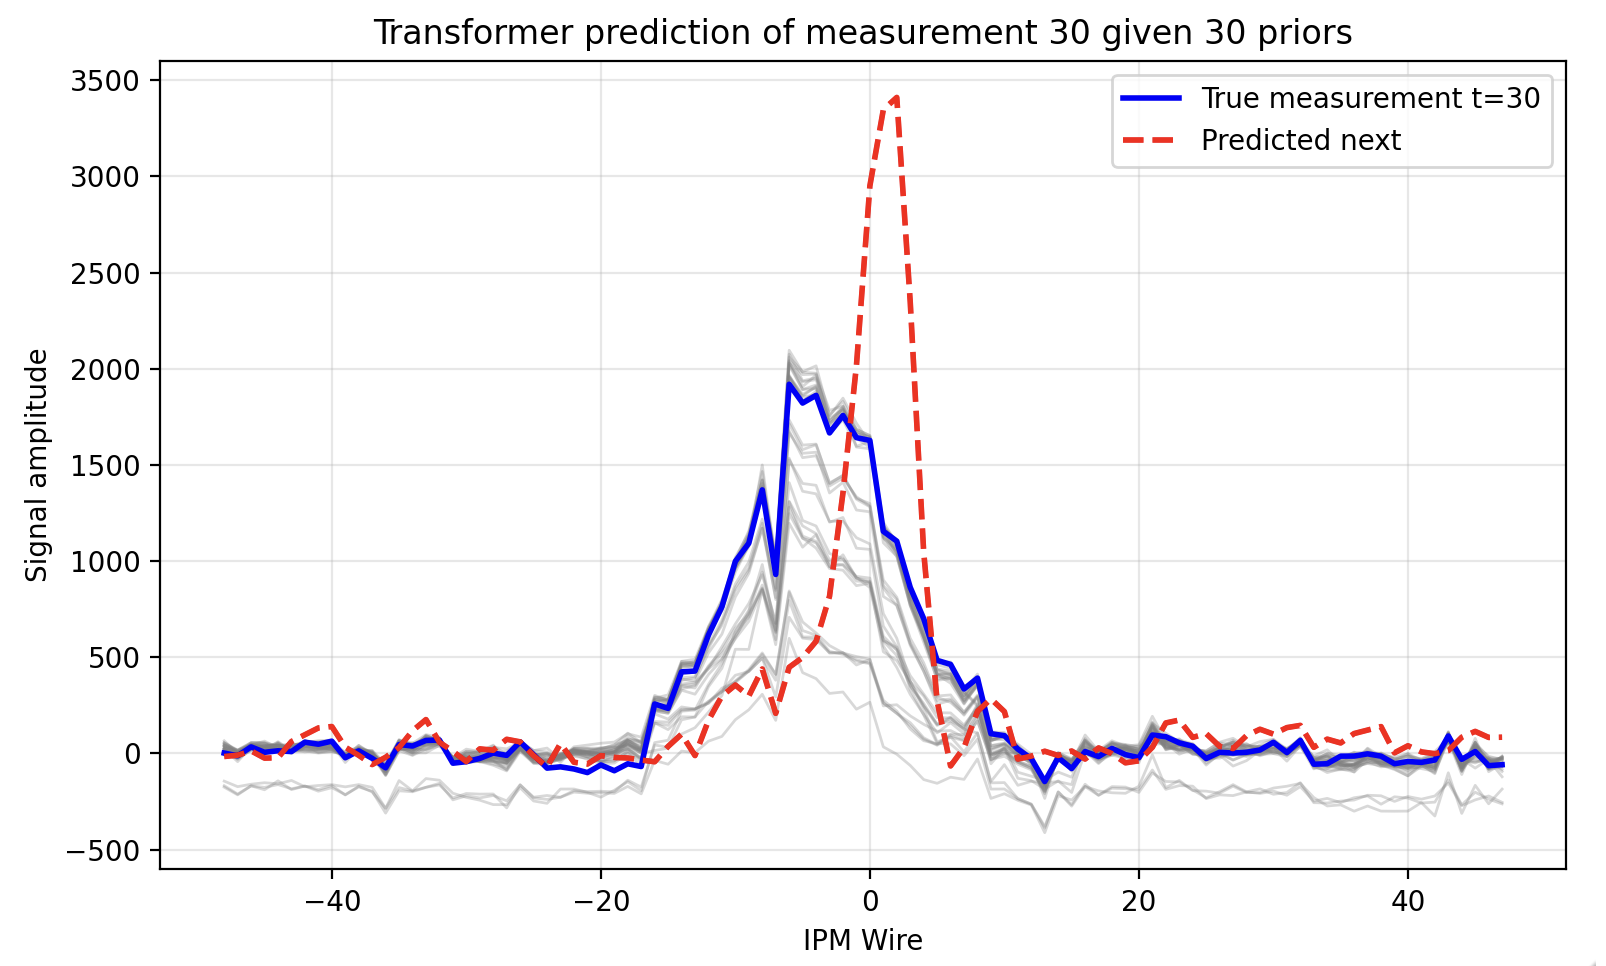 Transformer prediction of measurement 30 given 30 priors
True measurement t=30
Predicted next
3500
3000
2500
2000
1500
1000
500
0
−500
Signal amplitude
−40
−20
0
20
40
IPM Wire